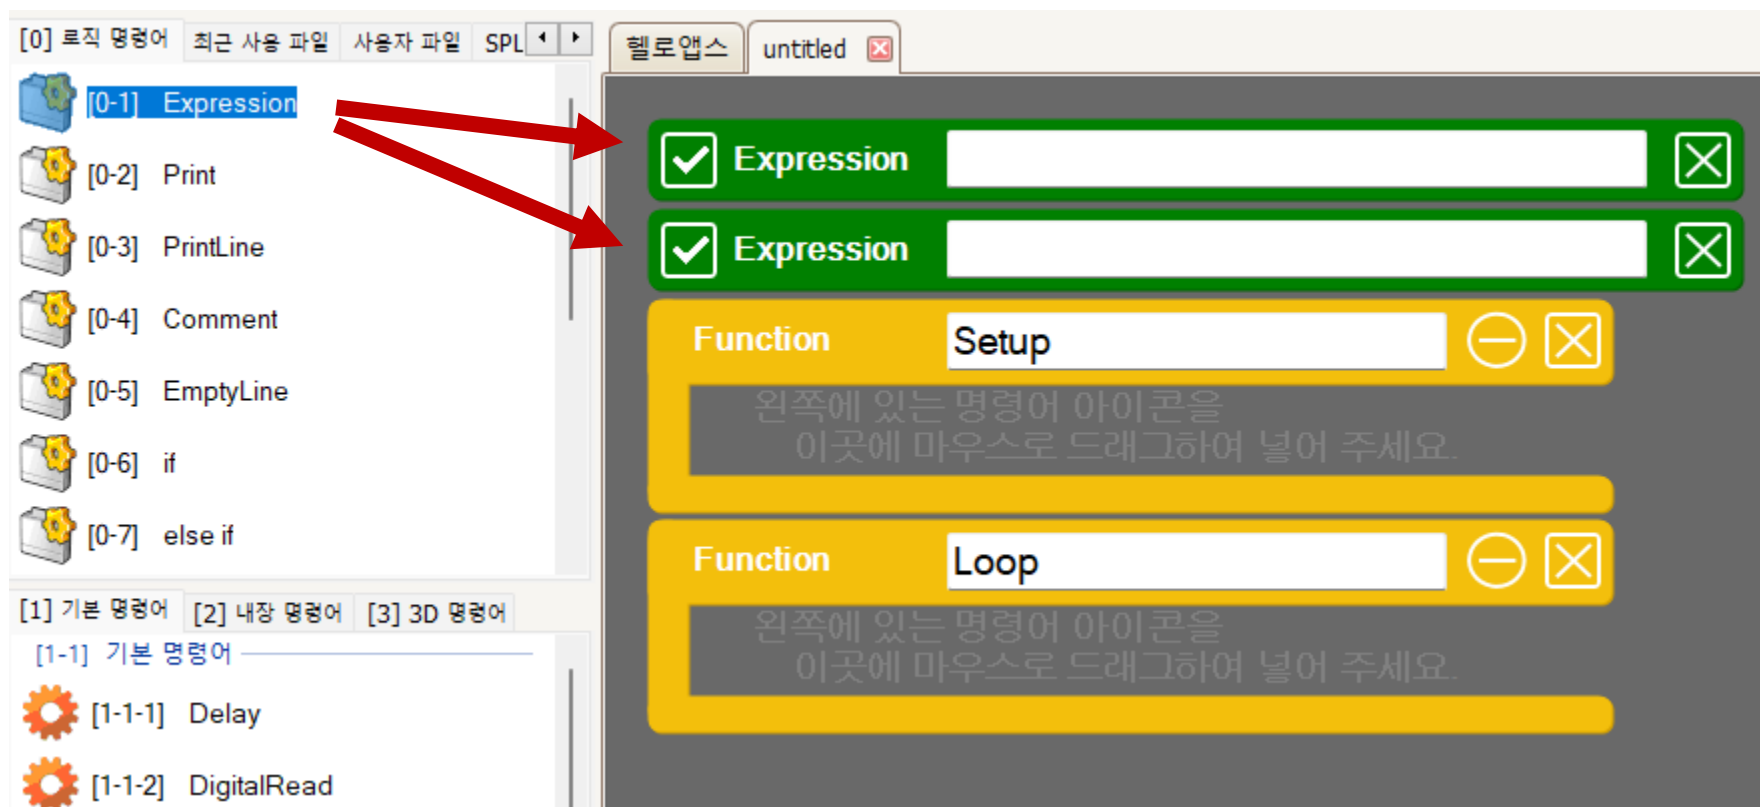 [0] 로직 명령어 최근 사용 파일 사용자 파일 SPL
[0-1] Expression
[0-2] Print
[0-3] PrintLine
[0-4] Comment
[0-5] EmptyLine
[0-6] if
[0-7] else if
[1] 기본 명령어 [2] 내장 명령어 [3] 3D 명령어
[1-1] 기본 명령어
[1-1-1] Delay
[1-1-2] DigitalRead
헬로앱스 untitled
Expression
Expression
Function Setup
왼쪽에 있는 명령어 아이콘을
이곳에 마우스로 드래그하여 넣어 주세요.
Function Loop
왼쪽에 있는 명령어 아이콘을
이곳에 마우스로 드래그하여 넣어 주세요.